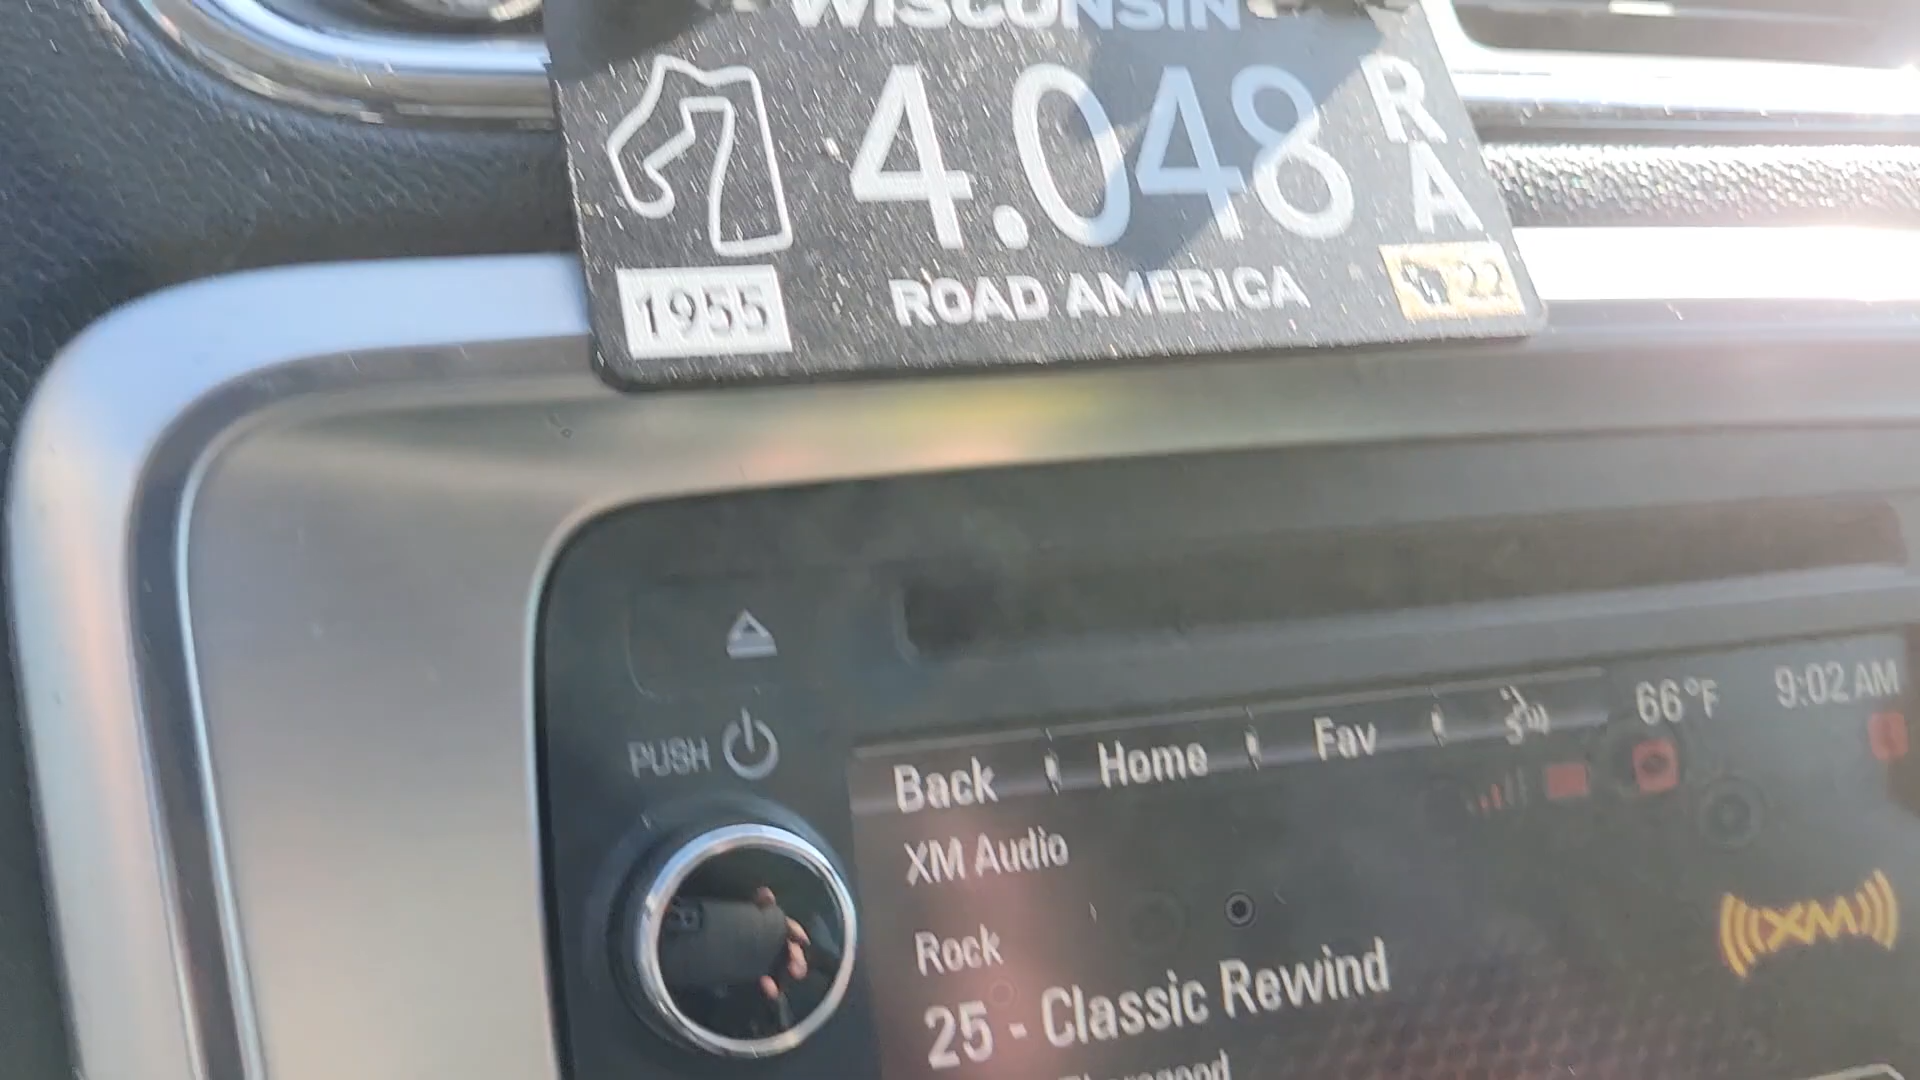 WISCONSIN
4.048
R
A
1955
ROAD AMERICA
22
PUSH
Back
Home
Fav
66°F
9:02 AM
XM Audio
XM
Rock
25 - Classic Rewind